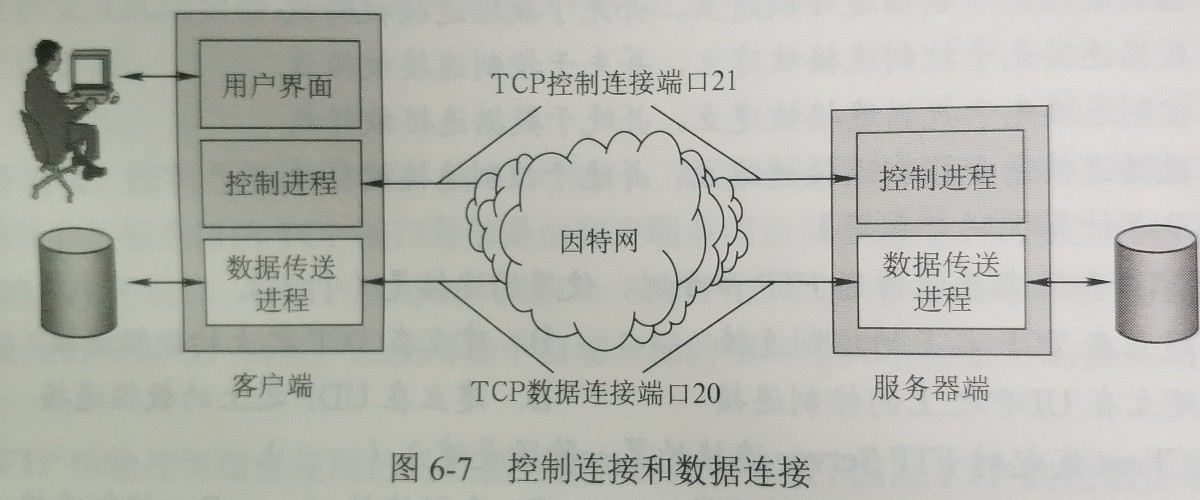 用户界面
TCP控制连接端口21
控制进程
控制进程
因特网
数据传送
进程
数据传送
进程
客户端
TCP数据连接端口20
服务器端
图 6-7 控制连接和数据连接